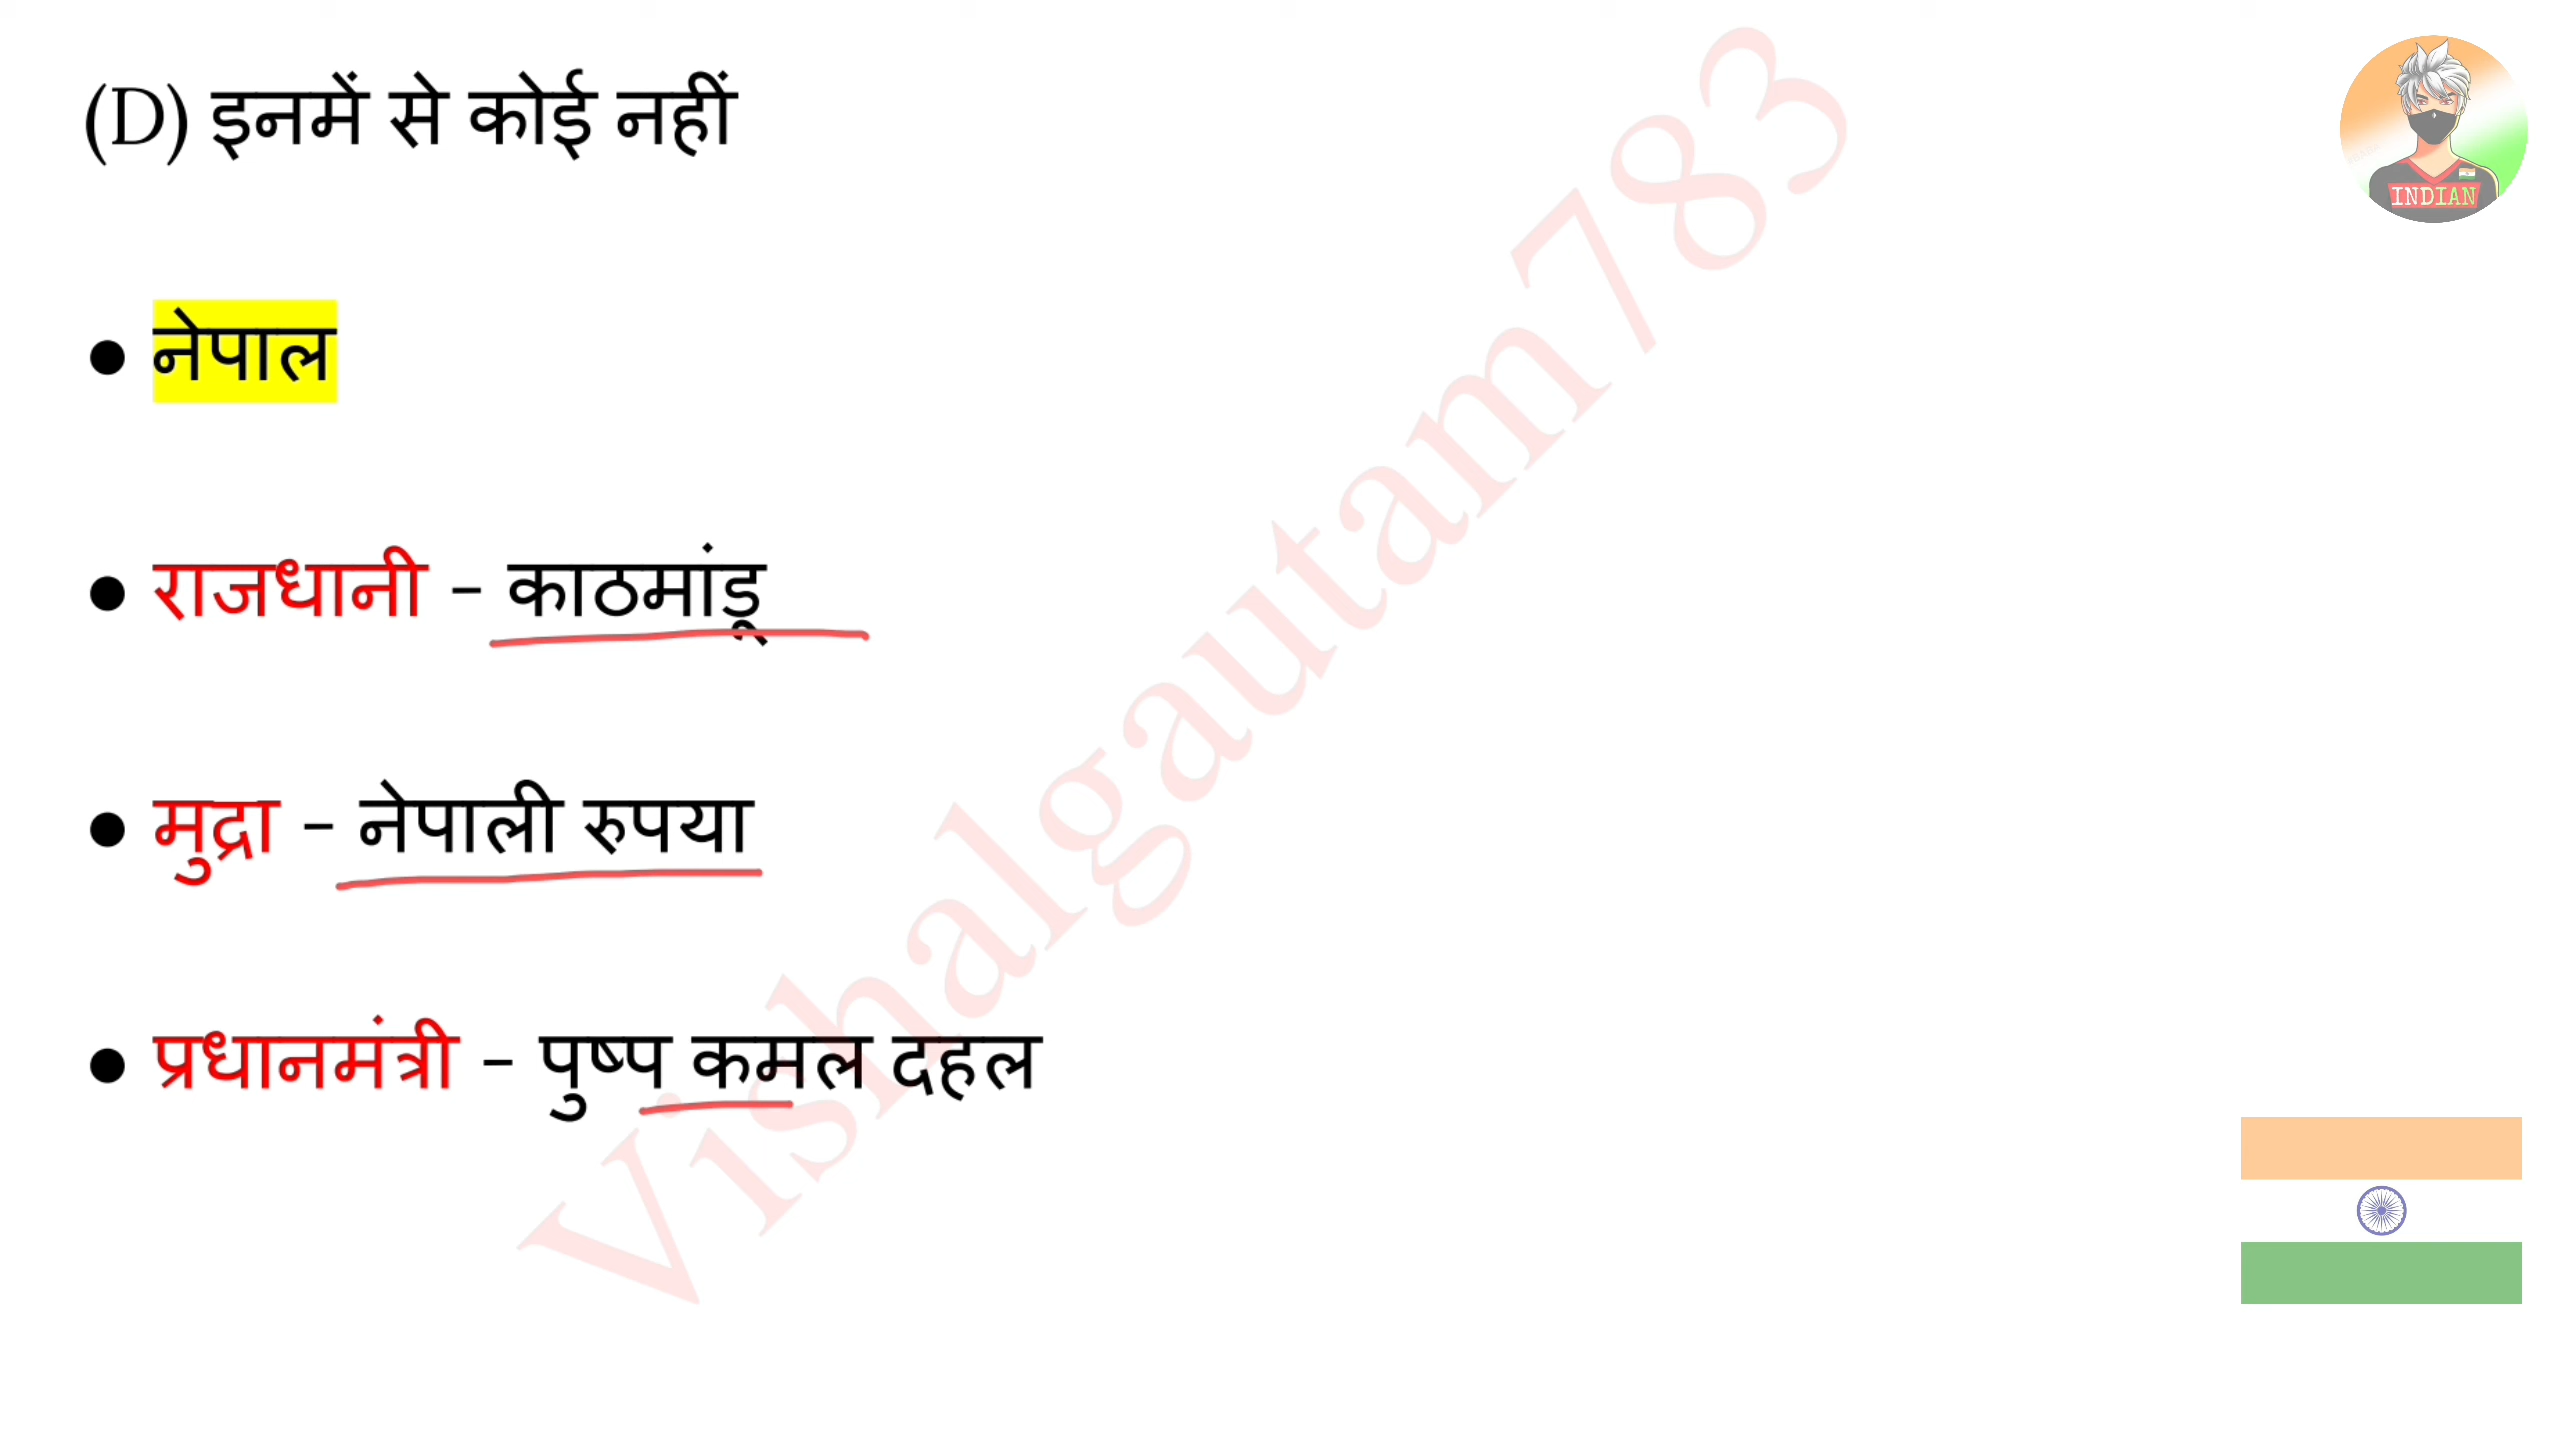 (D) इनमें से कोई नहीं
INDIAN
• नेपाल
• राजधानी - काठमांडू
• मुद्रा - नेपाली रुपया
• प्रधानमंत्री - पुष्प कमल दहल
Vishalgautam783